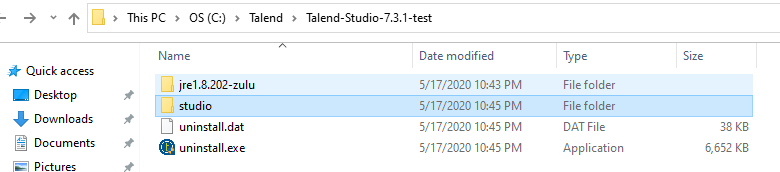 This PC > OS (C:) > Talend > Talend-Studio-7.3.1-test
Name Date modified Type Size
Quick access
Desktop
Downloads
Documents
Pictures
jre1.8.202-zulu 5/17/2020 10:43 PM File folder
studio 5/17/2020 10:45 PM File folder
uninstall.dat 5/17/2020 10:45 PM DAT File 38 KB
uninstall.exe 5/17/2020 10:45 PM Application 6,652 KB